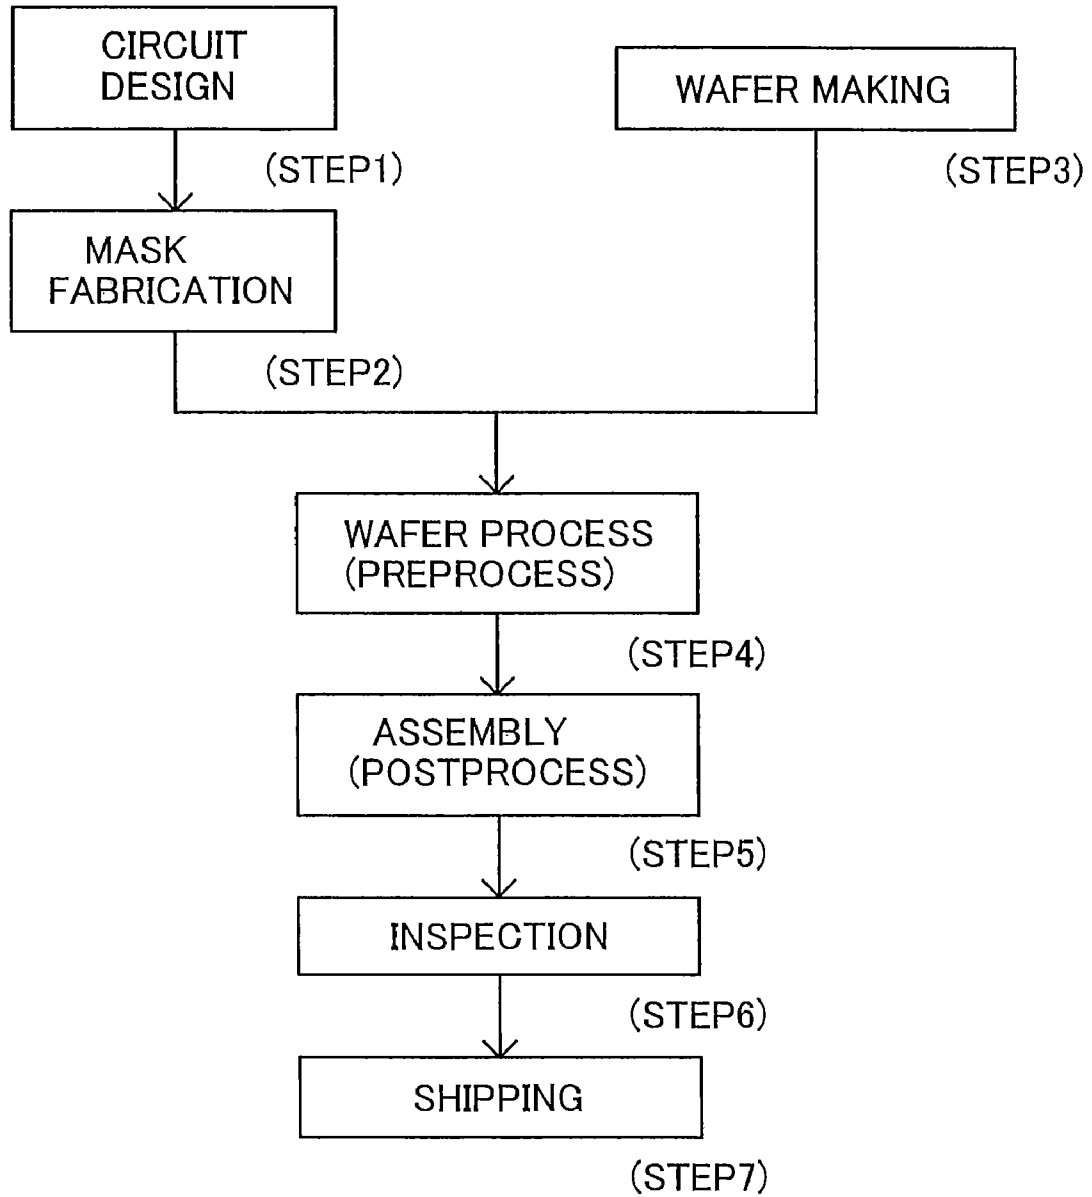 CIRCUIT
DESIGN
(STEP1)
MASK
FABRICATION
(STEP2)
WAFER MAKING
(STEP3)
WAFER PROCESS
(PREPROCESS)
(STEP4)
ASSEMBLY
(POSTPROCESS)
(STEP5)
INSPECTION
(STEP6)
SHIPPING
(STEP7)